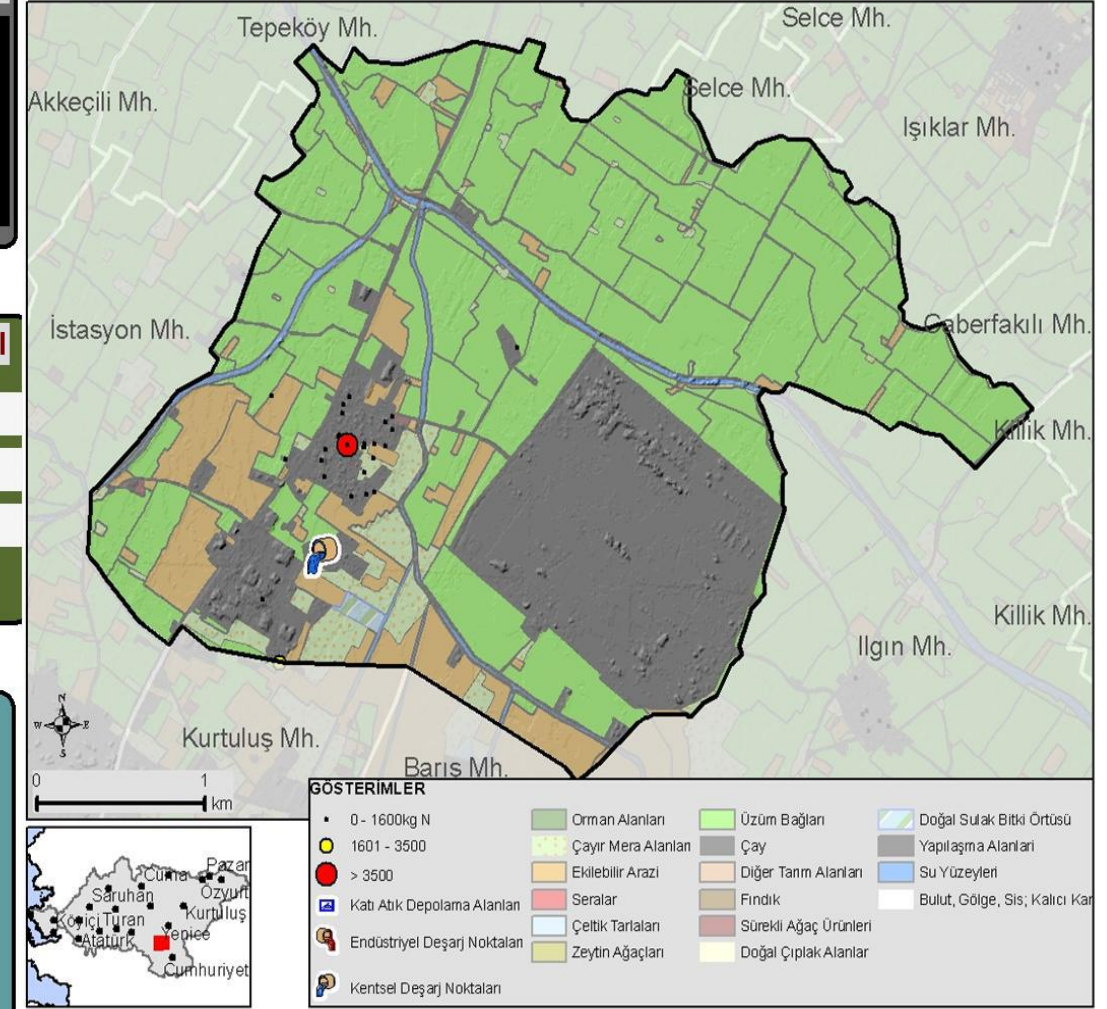 Tepeköy Mh.
Selce Mh.
Akkeçili Mh.
Selce Mh.
Işıklar Mh.
İstasyon Mh.
Caberfakılı Mh.
Killik Mh.
Killik Mh.
Ilgın Mh.
Kurtuluş Mh.
Barış Mh.
N
W E
S
0 1
km
GÖSTERİMLER
0 - 1600kg N
1601 - 3500
> 3500
Katı Atık Depolama Alanları
Endüstriyel Deşarj Noktaları
Kentsel Deşarj Noktaları
Orman Alanları
Çayır Mera Alanları
Ekilebilir Arazi
Seralar
Çeltik Tarlaları
Zeytin Ağaçları
Üzüm Bağları
Çay
Diğer Tarım Alanları
Fındık
Sürekli Ağaç Ürünleri
Doğal Çıplak Alanlar
Doğal Sulak Bitki Örtüsü
Yapılaşma Alanlari
Su Yüzeyleri
Bulut, Gölge, Sis; Kalıcı Kar
Cuma
Pazar
Saruhan
Özyurt
Köyiçi Turan
Kurtuluş
Atatürk
Yenice
Cumhuriyet